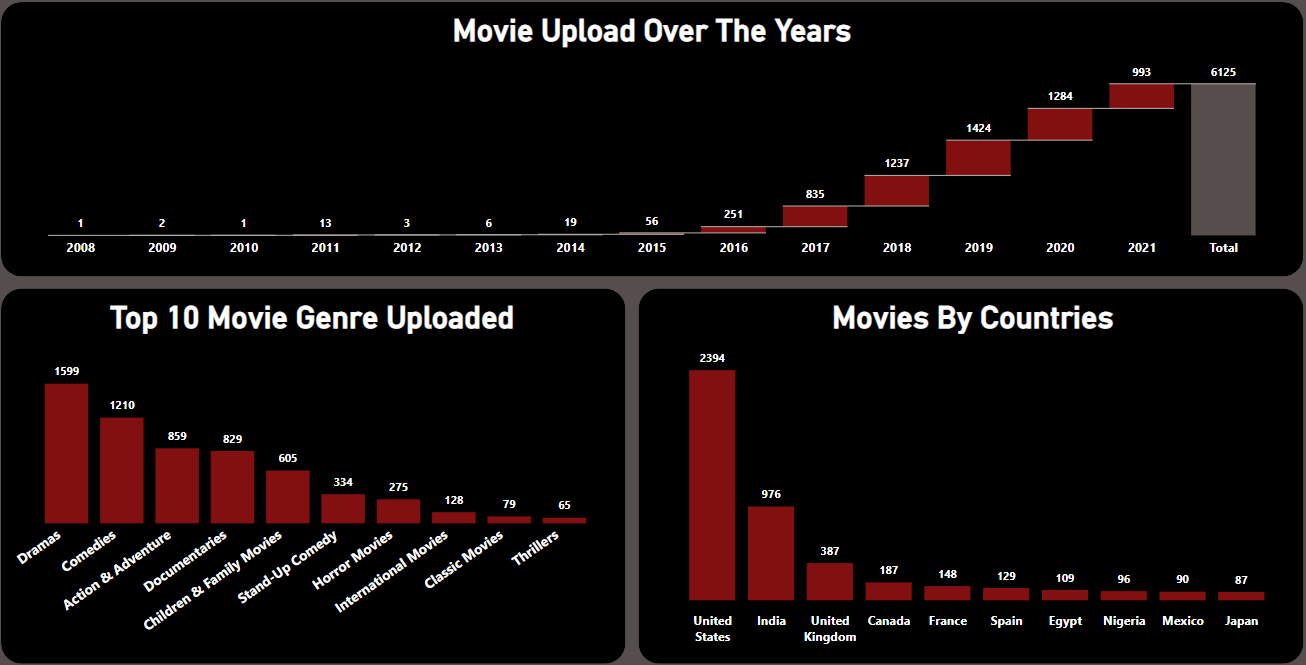 Movie Upload Over The Years
1 2 1 13 3 6 19 56 251 835 1237 1424 1284 993 6125
2008 2009 2010 2011 2012 2013 2014 2015 2016 2017 2018 2019 2020 2021 Total
Top 10 Movie Genre Uploaded
1599 1210 859 829 605 334 275 128 79 65
Dramas
Comedies
Action & Adventure
Documentaries
Children & Family Movies
Stand-Up Comedy
Horror Movies
International Movies
Classic Movies
Thrillers
Movies By Countries
2394 976 387 187 148 129 109 96 90 87
United States
India
United Kingdom
Canada
France
Spain
Egypt
Nigeria
Mexico
Japan